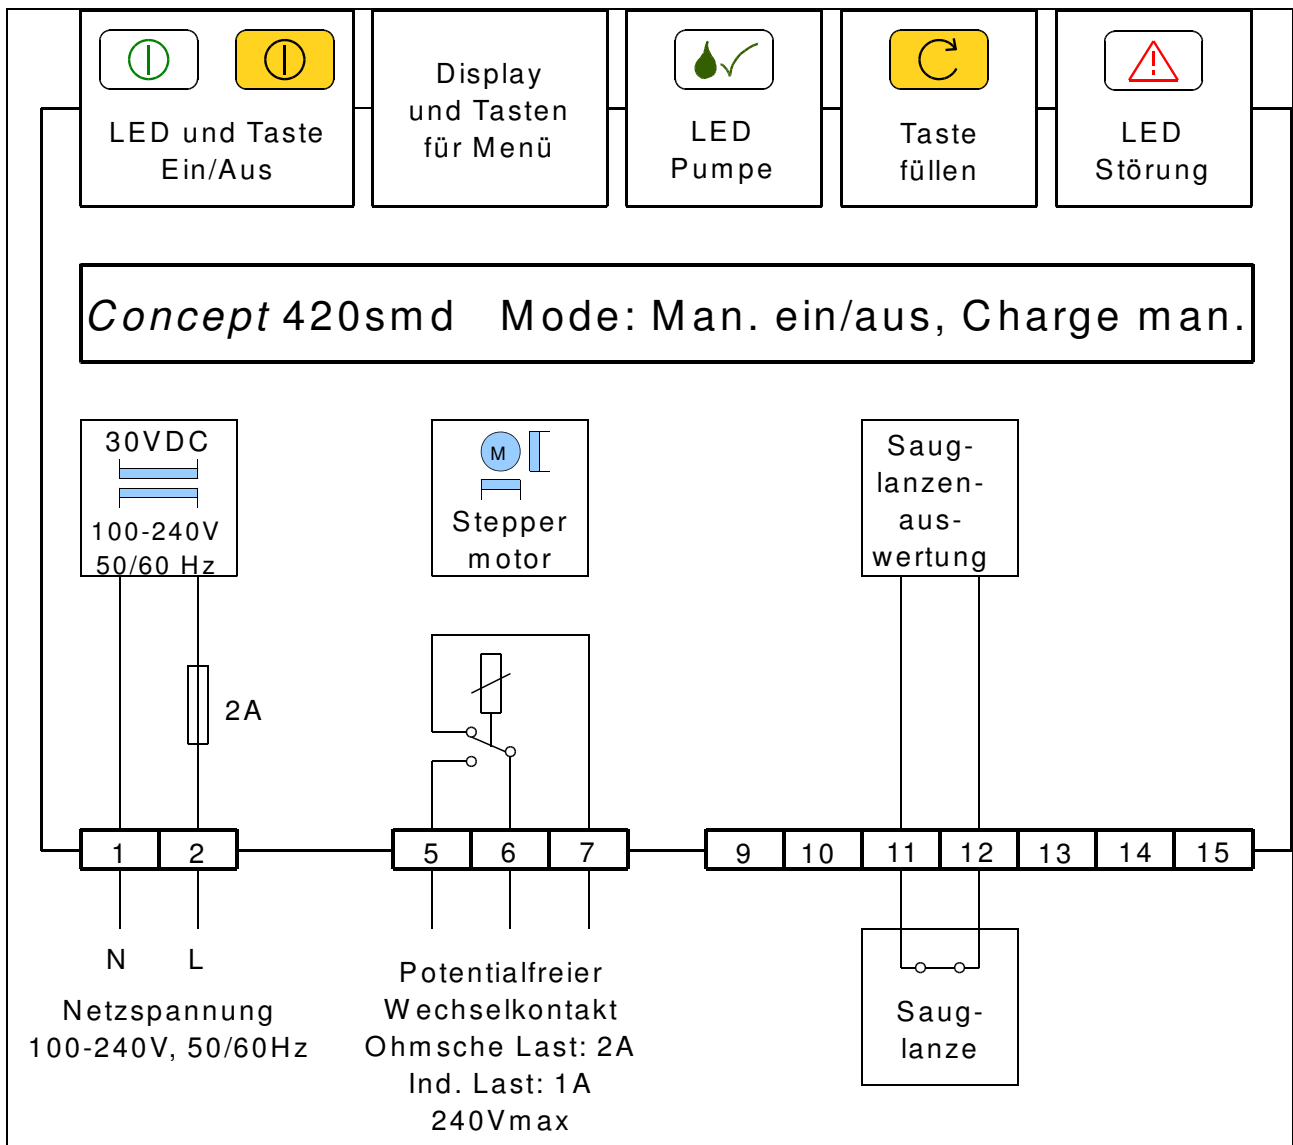 LED und Taste
Ein/Aus
Display
und Tasten
für Menü
LED
Pumpe
Taste
füllen
LED
Störung
Concept 420smd Mode: Man. ein/aus, Charge man.
30VDC
100-240V
50/60 Hz
M
Stepper
motor
Saug-
lanzen-
aus-
wertung
2A
1 2 5 6 7 9 10 11 12 13 14 15
N L
Netzspannung
100-240V, 50/60Hz
Potentialfreier
Wechselkontakt
Ohmsche Last: 2A
Ind. Last: 1A
240Vmax
Saug-
lanze